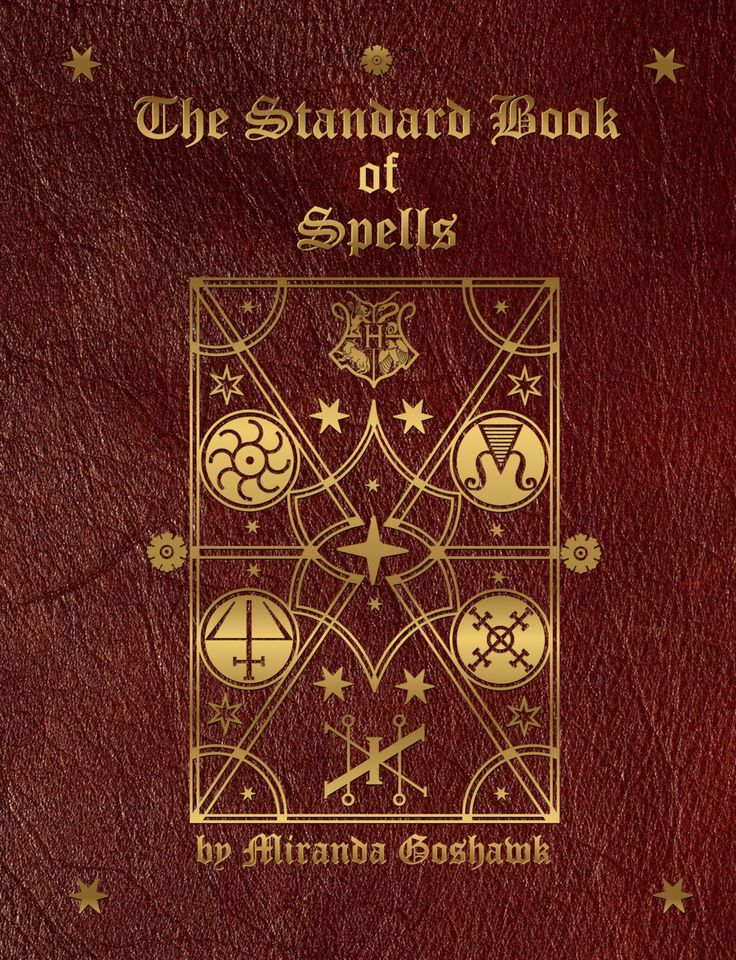 The Standard Book
of
Spells
H
by Miranda Goshawk